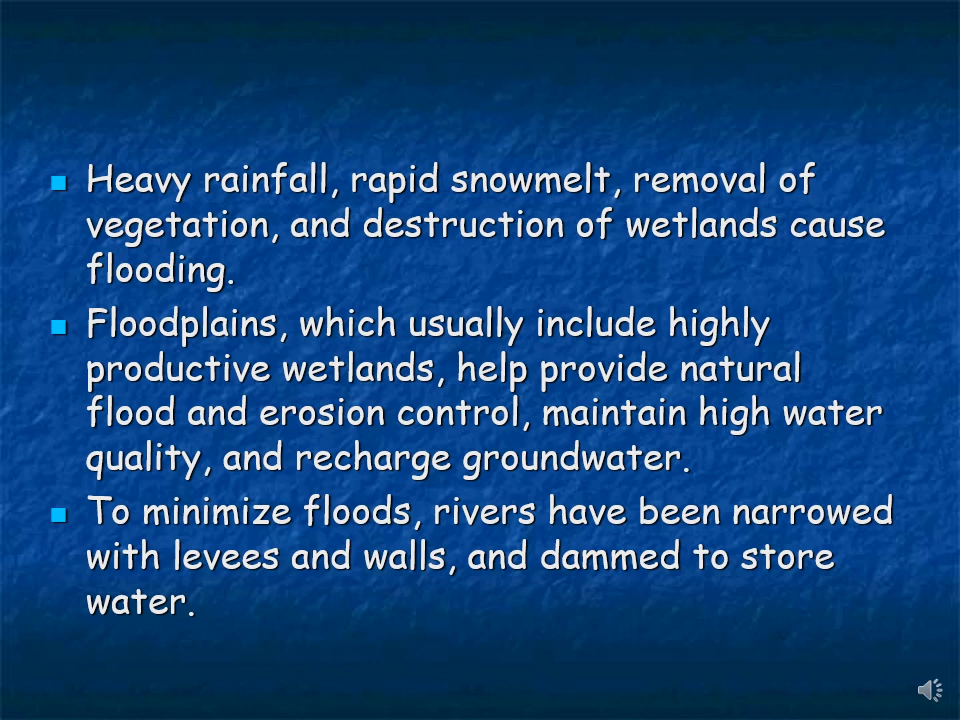 Heavy rainfall, rapid snowmelt, removal of
vegetation, and destruction of wetlands cause
flooding.
Floodplains, which usually include highly
productive wetlands, help provide natural
flood and erosion control, maintain high water
quality, and recharge groundwater.
To minimize floods, rivers have been narrowed
with levees and walls, and dammed to store
water.